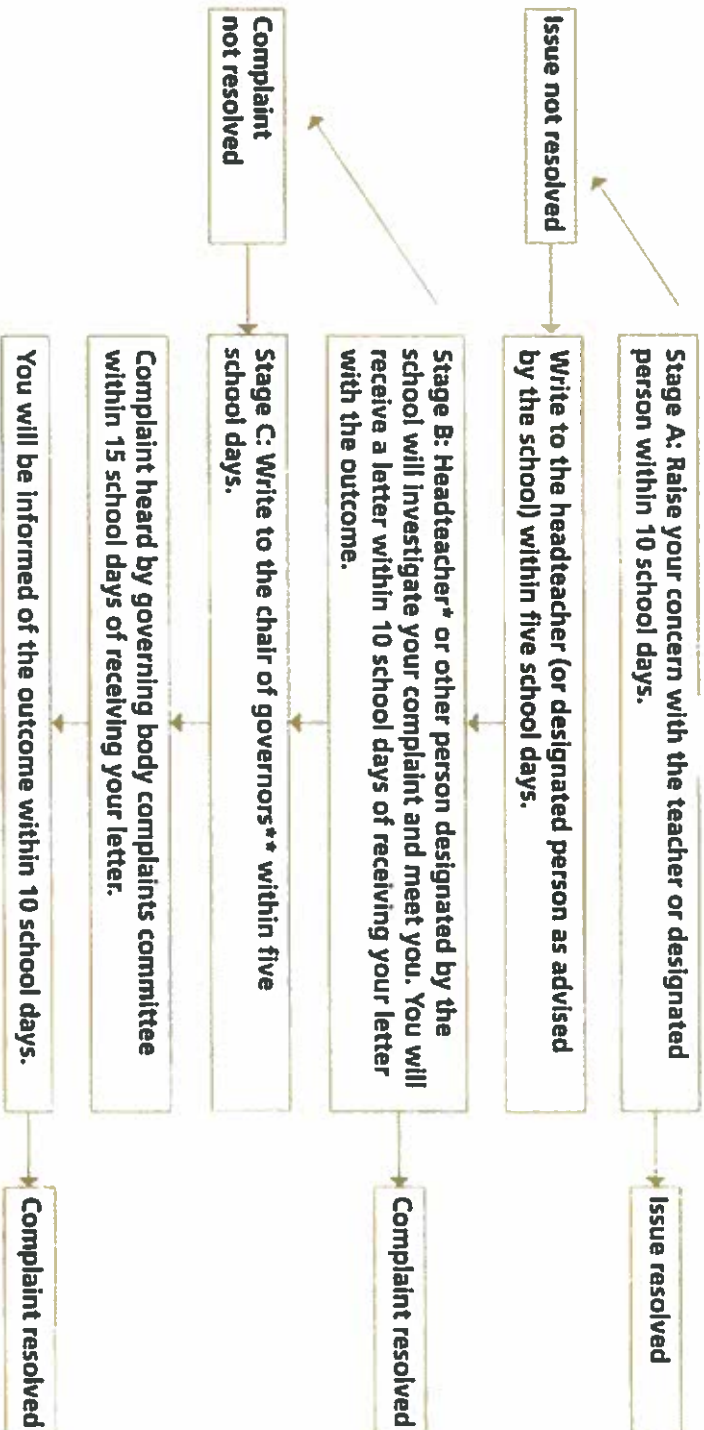 Stage A: Raise your concern with the teacher or designated
person within 10 school days.
Issue resolved
Issue not resolved
Write to the headteacher (or designated person as advised
by the school) within five school days.
Stage B: Headteacher* or other person designated by the
school will investigate your complaint and meet you. You will
receive a letter within 10 school days of receiving your letter
with the outcome.
Complaint resolved
Complaint
not resolved
Stage C: Write to the chair of governors** within five
school days.
Complaint heard by governing body complaints committee
within 15 school days of receiving your letter.
You will be informed of the outcome within 10 school days.
Complaint resolved